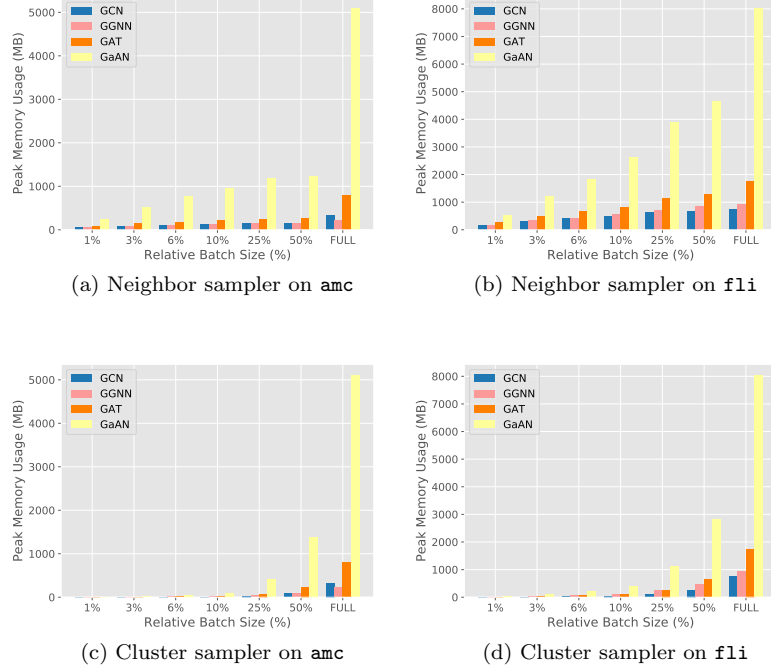 5000
4000
3000
2000
1000
0
Peak Memory Usage (MB)
GCN
GGNN
GAT
GaAN
1% 3% 6% 10% 25% 50% FULL
Relative Batch Size (%)
(a) Neighbor sampler on amc
8000
7000
6000
5000
4000
3000
2000
1000
0
Peak Memory Usage (MB)
GCN
GGNN
GAT
GaAN
1% 3% 6% 10% 25% 50% FULL
Relative Batch Size (%)
(b) Neighbor sampler on fli
5000
4000
3000
2000
1000
0
Peak Memory Usage (MB)
GCN
GGNN
GAT
GaAN
1% 3% 6% 10% 25% 50% FULL
Relative Batch Size (%)
(c) Cluster sampler on amc
8000
7000
6000
5000
4000
3000
2000
1000
0
Peak Memory Usage (MB)
GCN
GGNN
GAT
GaAN
1% 3% 6% 10% 25% 50% FULL
Relative Batch Size (%)
(d) Cluster sampler on fli